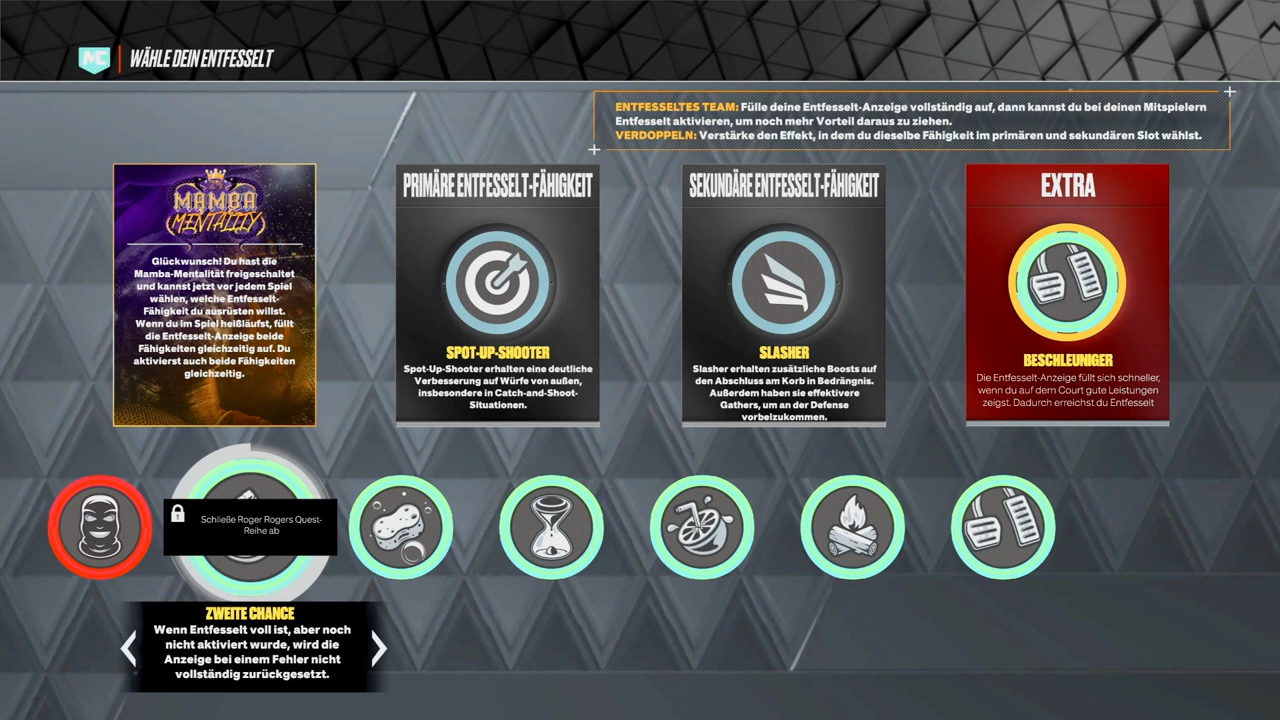 MC
WÄHLE DEIN ENTFESSELT
ENTFESSELTES TEAM: Fülle deine Entfesselt-Anzeige vollständig auf, dann kannst du bei deinen Mitspielern
Entfesselt aktivieren, um noch mehr Vorteil daraus zu ziehen.
VERDOPPELN: Verstärke den Effekt, in dem du dieselbe Fähigkeit im primären und sekundären Slot wählst.
MAMBA
MENTALITY
Glückwunsch! Du hast die
Mamba-Mentalität freigeschaltet
und kannst jetzt vor jedem Spiel
wählen, welche Entfesselt-
Fähigkeit du ausrüsten willst.
Wenn du im Spiel heißläufst, füllt
die Entfesselt-Anzeige beide
Fähigkeiten gleichzeitig auf. Du
aktivierst auch beide Fähigkeiten
gleichzeitig.
PRIMÄRE ENTFESSELT-FÄHIGKEIT
SPOT-UP-SHOOTER
Spot-Up-Shooter erhalten eine deutliche
Verbesserung auf Würfe von außen,
insbesondere in Catch-and-Shoot-
Situationen.
SEKUNDÄRE ENTFESSELT-FÄHIGKEIT
SLASHER
Slasher erhalten zusätzliche Boosts auf
den Abschluss am Korb in Bedrängnis.
Außerdem haben sie effektivere
Gathers, um an der Defense
vorbeizukommen.
EXTRA
BESCHLEUNIGER
Die Entfesselt-Anzeige füllt sich schneller,
wenn du auf dem Court gute Leistungen
zeigst. Dadurch erreichst du Entfesselt
Schließe Roger Rogers Quest-
Reihe ab
ZWEITE CHANCE
Wenn Entfesselt voll ist, aber noch
nicht aktiviert wurde, wird die
Anzeige bei einem Fehler nicht
vollständig zurückgesetzt.